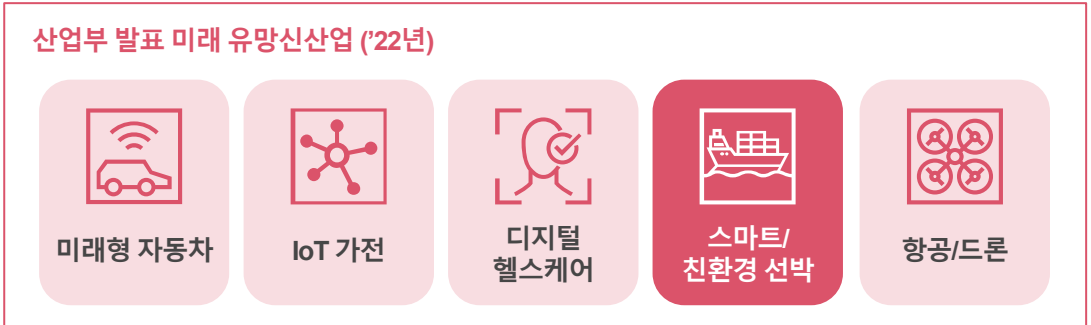 산업부 발표 미래 유망신산업 (’22년)
미래형 자동차
IoT 가전
디지털
헬스케어
스마트/
친환경 선박
항공/드론